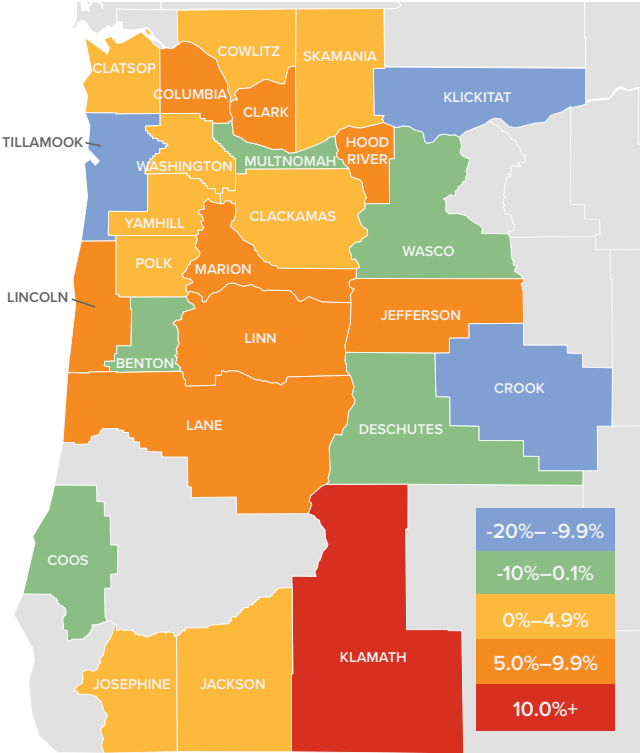 COWLITZ
SKAMANIA
CLATSOP
COLUMBIA
KLICKITAT
CLARK
TILLAMOOK
HOOD
RIVER
MULTNOMAH
WASHINGTON
CLACKAMAS
YAMHILL
WASCO
POLK
MARION
LINCOLN
JEFFERSON
LINN
BENTON
CROOK
LANE
DESCHUTES
COOS
KLAMATH
JOSEPHINE
JACKSON
-20%– -9.9%
-10%–0.1%
0%–4.9%
5.0%–9.9%
10.0%+